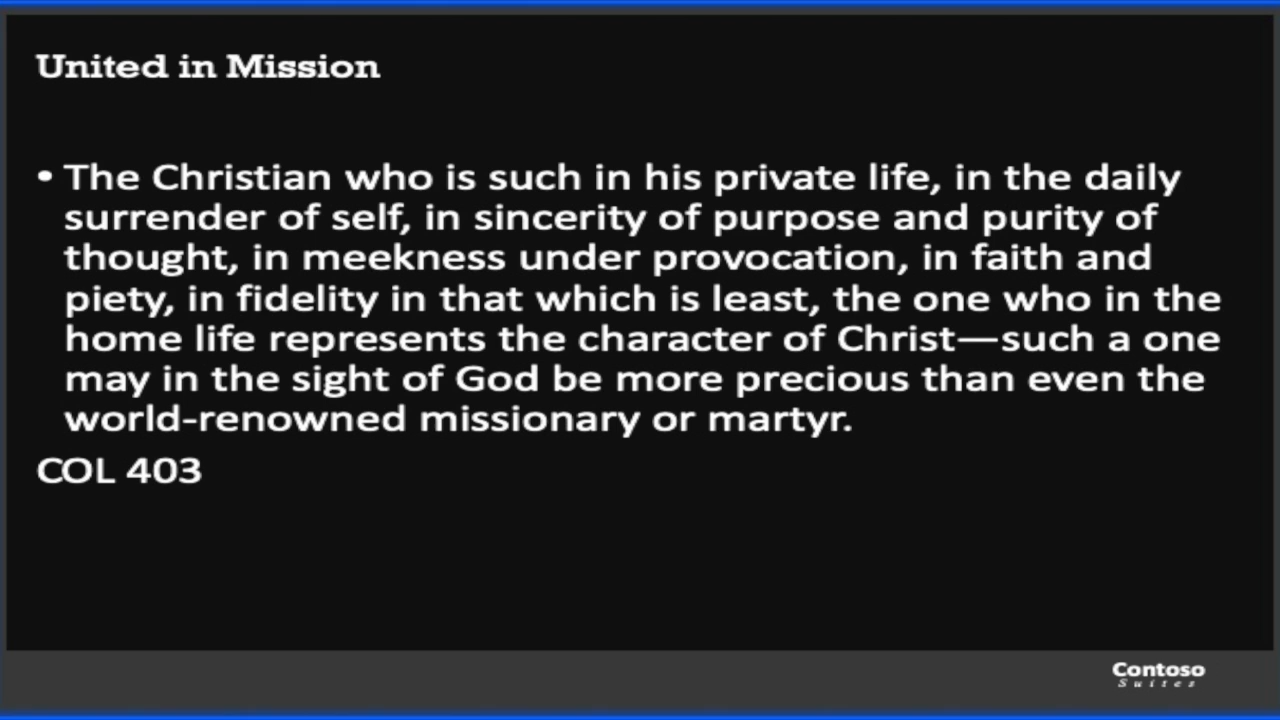 United in Mission
• The Christian who is such in his private life, in the daily
surrender of self, in sincerity of purpose and purity of
thought, in meekness under provocation, in faith and
piety, in fidelity in that which is least, the one who in the
home life represents the character of Christ—such a one
may in the sight of God be more precious than even the
world-renowned missionary or martyr.
COL 403
Contoso
Suites